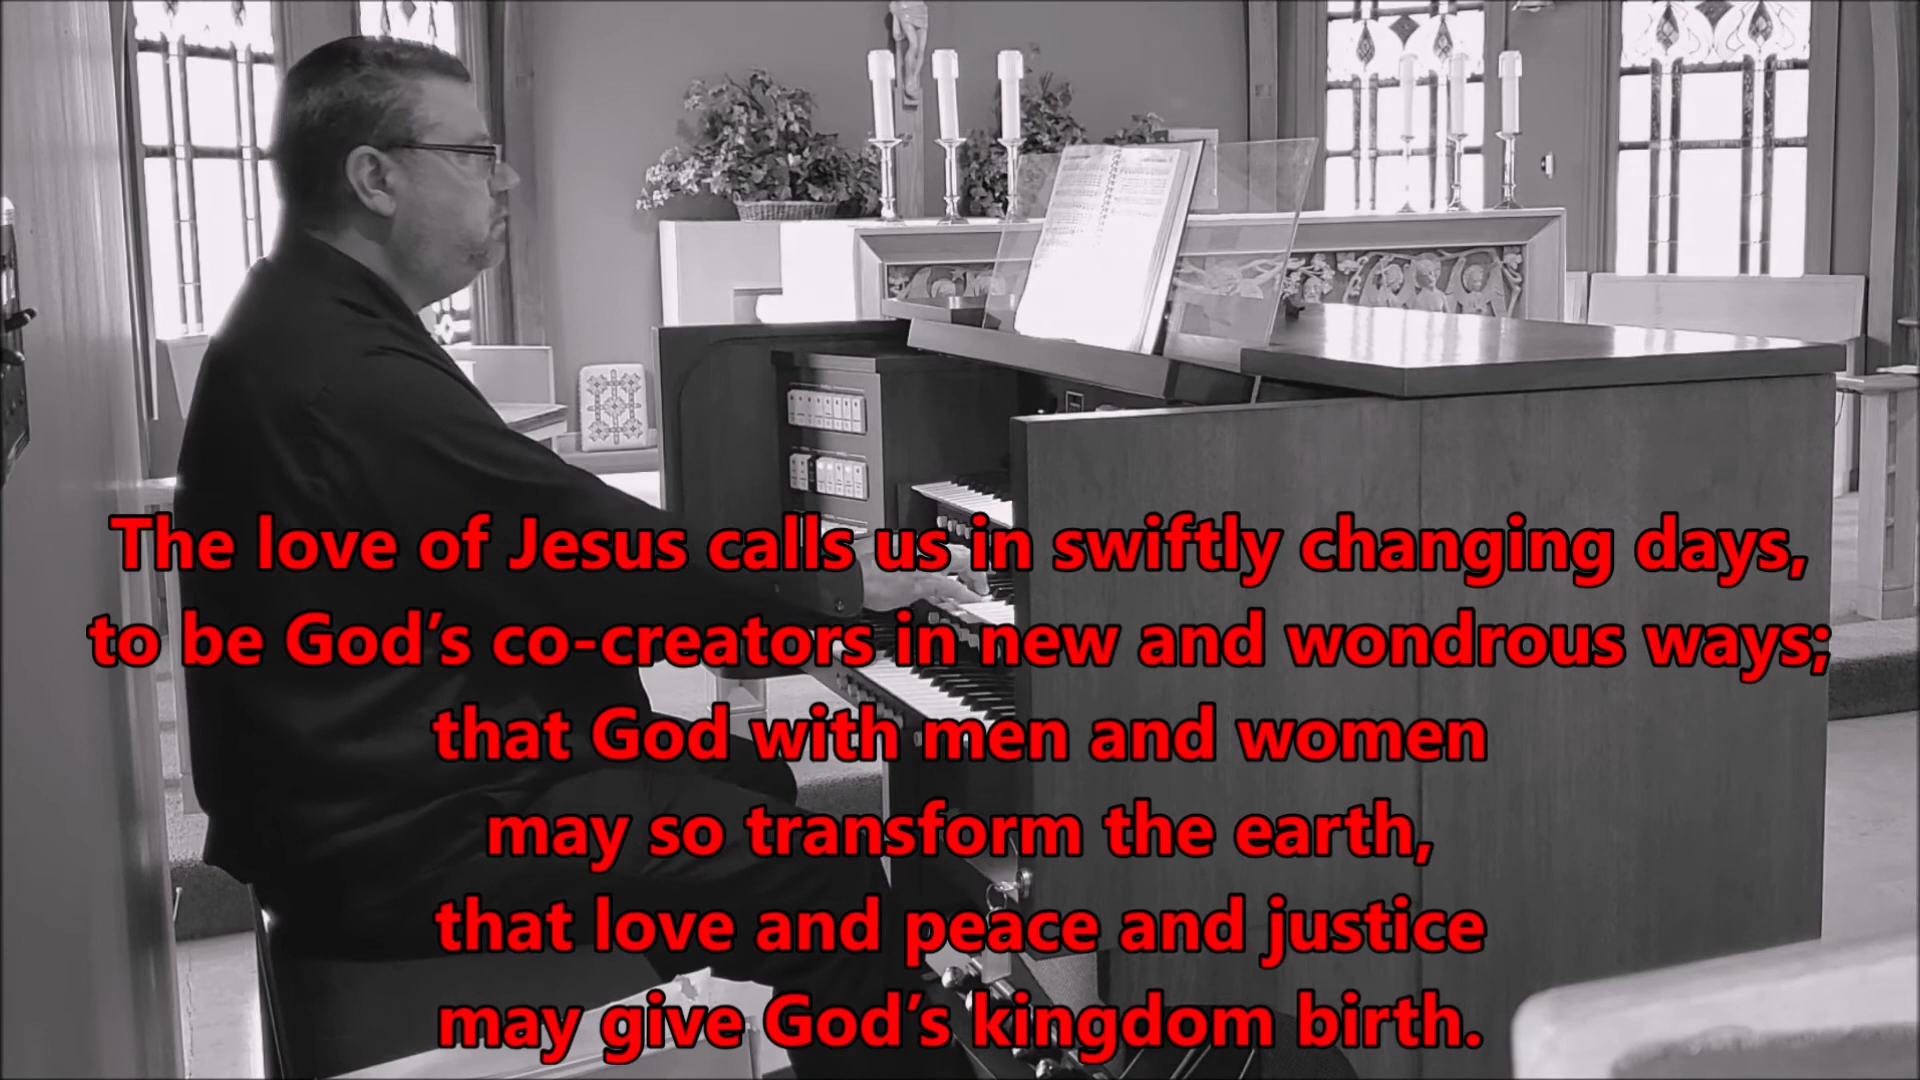 The love of Jesus calls us in swiftly changing days,
to be God’s co-creators in new and wondrous ways;
that God with men and women
may so transform the earth,
that love and peace and justice
may give God’s kingdom birth.